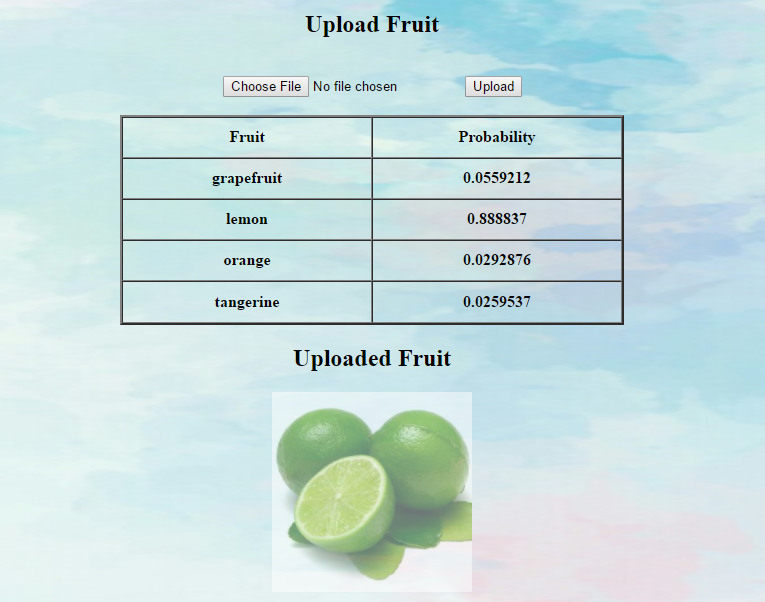 Upload Fruit
Choose File No file chosen Upload
Fruit Probability
grapefruit 0.0559212
lemon 0.888837
orange 0.0292876
tangerine 0.0259537
Uploaded Fruit